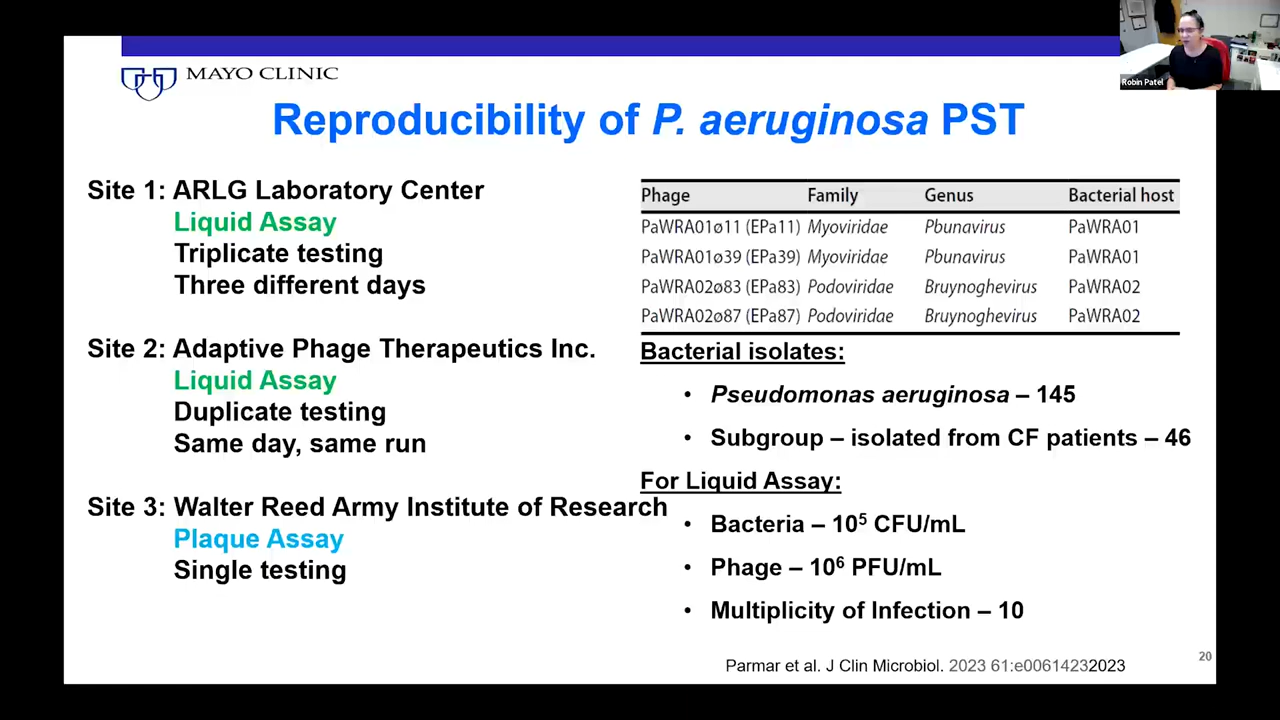 MAYO CLINIC
Robin Patel
Reproducibility of P. aeruginosa PST
Site 1: ARLG Laboratory Center
Liquid Assay
Triplicate testing
Three different days
Site 2: Adaptive Phage Therapeutics Inc.
Liquid Assay
Duplicate testing
Same day, same run
Site 3: Walter Reed Army Institute of Research
Plaque Assay
Single testing
Phage Family Genus Bacterial host
PaWRA01ø11 (EPa11) Myoviridae Pbunavirus PaWRA01
PaWRA01ø39 (EPa39) Myoviridae Pbunavirus PaWRA01
PaWRA02ø83 (EPa83) Podoviridae Bruynoghevirus PaWRA02
PaWRA02ø87 (EPa87) Podoviridae Bruynoghevirus PaWRA02
Bacterial isolates:
• Pseudomonas aeruginosa – 145
• Subgroup – isolated from CF patients – 46
For Liquid Assay:
• Bacteria – 10⁵ CFU/mL
• Phage – 10⁶ PFU/mL
• Multiplicity of Infection – 10
Parmar et al. J Clin Microbiol. 2023 61:e00614232023
20